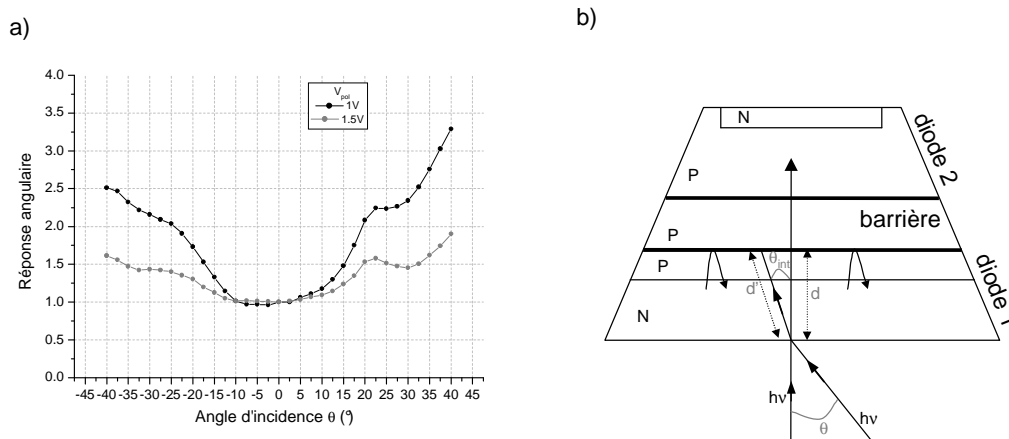 a)
4.0
3.5
3.0
2.5
2.0
1.5
1.0
0.5
0.0
Réponse angulaire
V_pol
1V
1.5V
-45 -40 -35 -30 -25 -20 -15 -10 -5 0 5 10 15 20 25 30 35 40 45
Angle d'incidence θ (°)
b)
N
diode 2
P
barrière
P
P
θ_int
d'
d
diode 1
N
hν
θ
hν